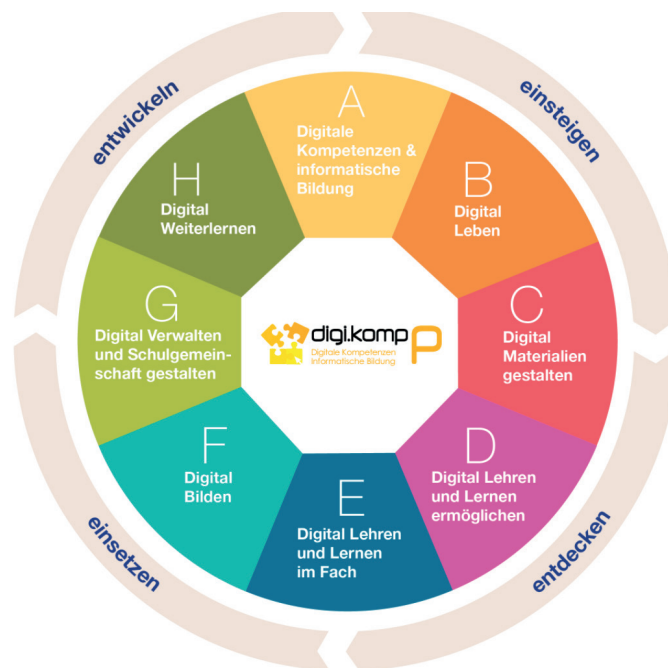 entwickeln
einsteigen
A
Digitale
Kompetenzen &
informatische
Bildung
H
Digital
Weiterlernen
B
Digital
Leben
G
Digital Verwalten
und Schulgemein-
schaft gestalten
digi.komp P
Digitale Kompetenzen
Informatische Bildung
C
Digital
Materialien
gestalten
F
Digital
Bilden
E
Digital Lehren
und Lernen
im Fach
D
Digital Lehren
und Lernen
ermöglichen
einsetzen
entdecken